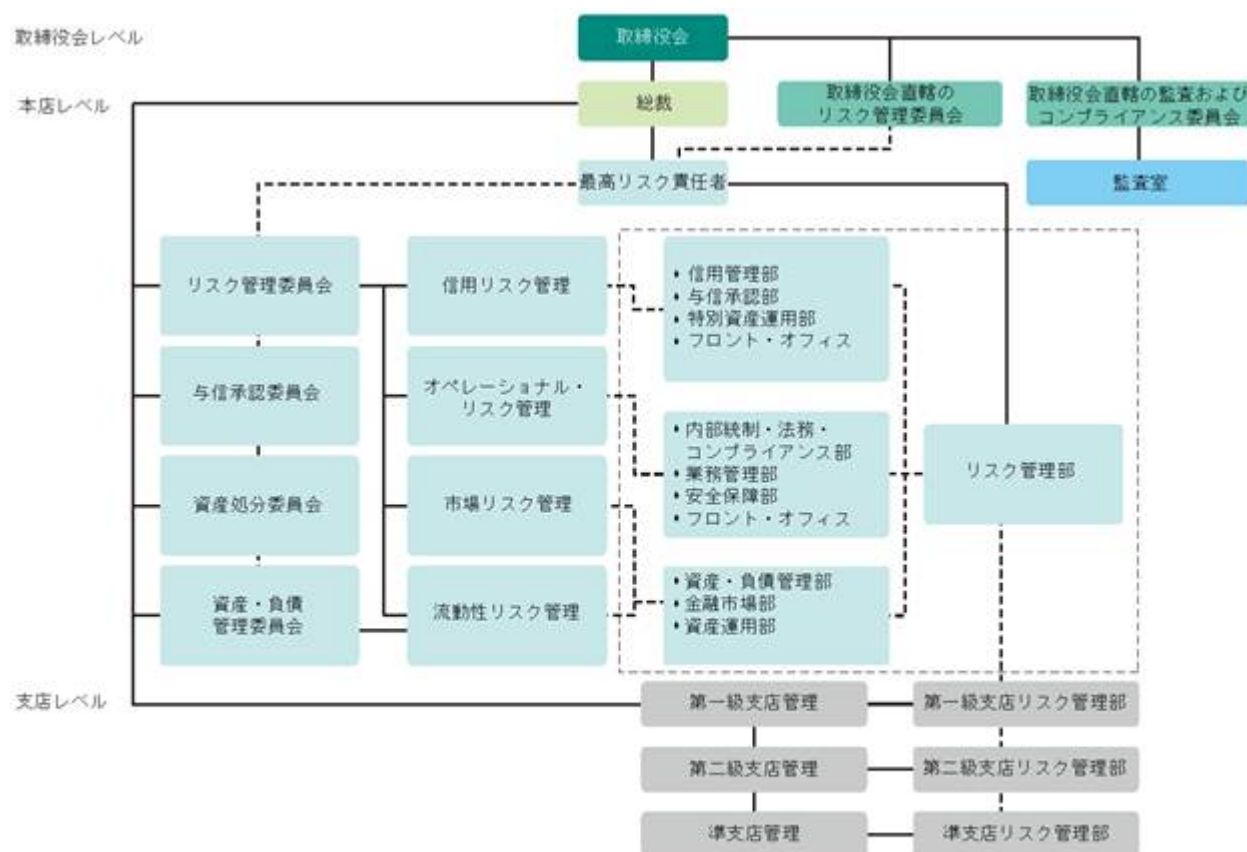 取締役会レベル
取締役会
本店レベル
総裁
取締役会直轄の
リスク管理委員会
取締役会直轄の監査および
コンプライアンス委員会
最高リスク責任者
監査室
リスク管理委員会
信用リスク管理
• 信用管理部
• 与信承認部
• 特別資産運用部
• フロント・オフィス
与信承認委員会
オペレーショナル・
リスク管理
• 内部統制・法務・
コンプライアンス部
• 業務管理部
• 安全保障部
• フロント・オフィス
リスク管理部
資産処分委員会
市場リスク管理
資産・負債
管理委員会
流動性リスク管理
• 資産・負債管理部
• 金融市場部
• 資産運用部
支店レベル
第一級支店管理
第一級支店リスク管理部
第二級支店管理
第二級支店リスク管理部
準支店管理
準支店リスク管理部